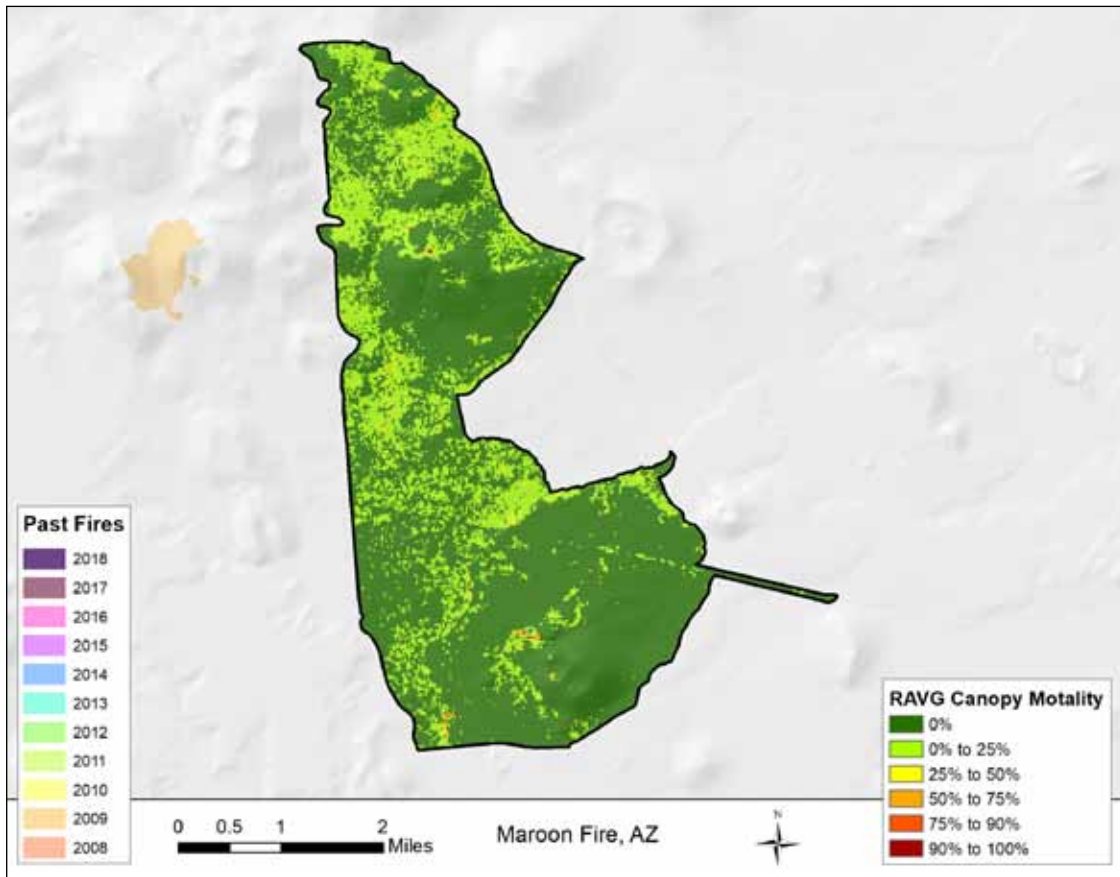 Past Fires
2018
2017
2016
2015
2014
2013
2012
2011
2010
2009
2008
0 0.5 1 2
Miles
Maroon Fire, AZ
N
RAVG Canopy Motality
0%
0% to 25%
25% to 50%
50% to 75%
75% to 90%
90% to 100%